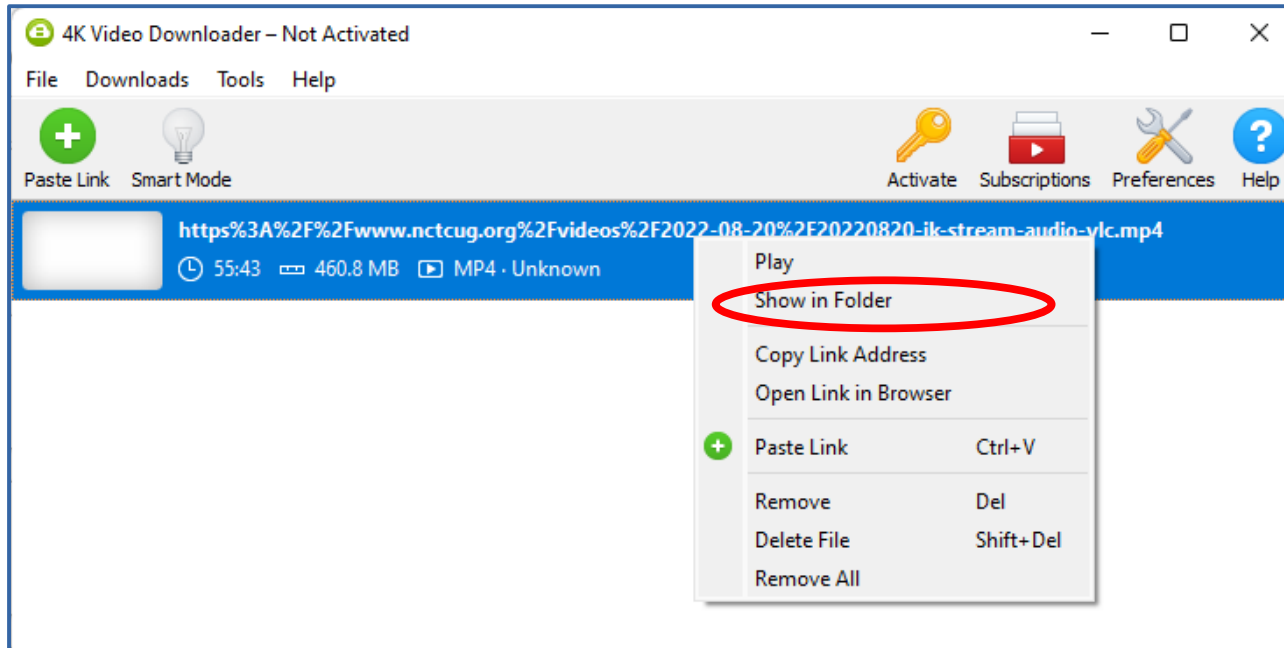 4K Video Downloader – Not Activated
File Downloads Tools Help
Paste Link Smart Mode Activate Subscriptions Preferences Help
https%3A%2F%2Fwww.nctcug.org%2Fvideos%2F2022-08-20%2F20220820-ik-stream-audio-vlc.mp4
55:43 460.8 MB MP4 · Unknown
Play
Show in Folder
Copy Link Address
Open Link in Browser
Paste Link Ctrl+V
Remove Del
Delete File Shift+Del
Remove All